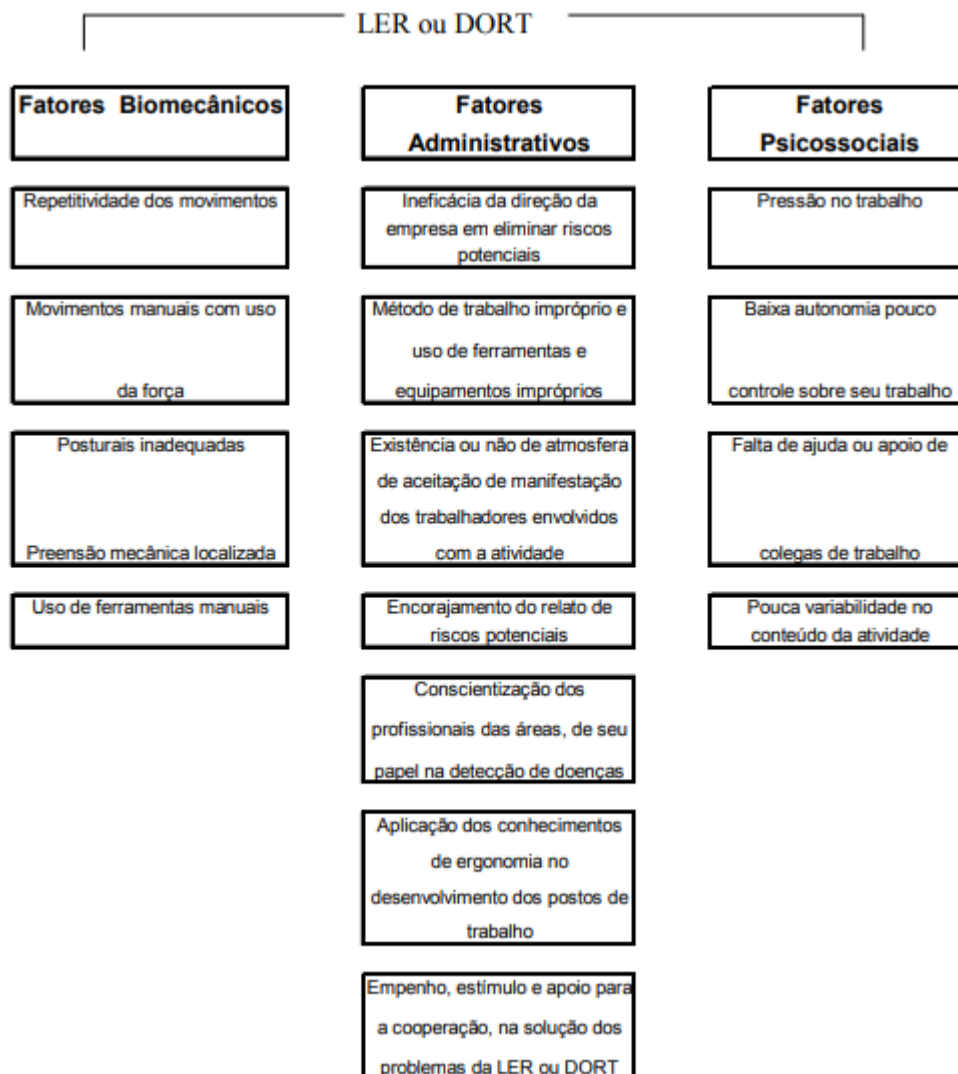 LER ou DORT
Fatores Biomecânicos
Repetitividade dos movimentos
Movimentos manuais com uso
da força
Posturais inadequadas
Preensão mecânica localizada
Uso de ferramentas manuais
Fatores
Administrativos
Ineficácia da direção da
empresa em eliminar riscos
potenciais
Método de trabalho impróprio e
uso de ferramentas e
equipamentos impróprios
Existência ou não de atmosfera
de aceitação de manifestação
dos trabalhadores envolvidos
com a atividade
Encorajamento do relato de
riscos potenciais
Conscientização dos
profissionais das áreas, de seu
papel na detecção de doenças
Aplicação dos conhecimentos
de ergonomia no
desenvolvimento dos postos de
trabalho
Empenho, estímulo e apoio para
a cooperação, na solução dos
problemas da LER ou DORT
Fatores
Psicossociais
Pressão no trabalho
Baixa autonomia pouco
controle sobre seu trabalho
Falta de ajuda ou apoio de
colegas de trabalho
Pouca variabilidade no
conteúdo da atividade